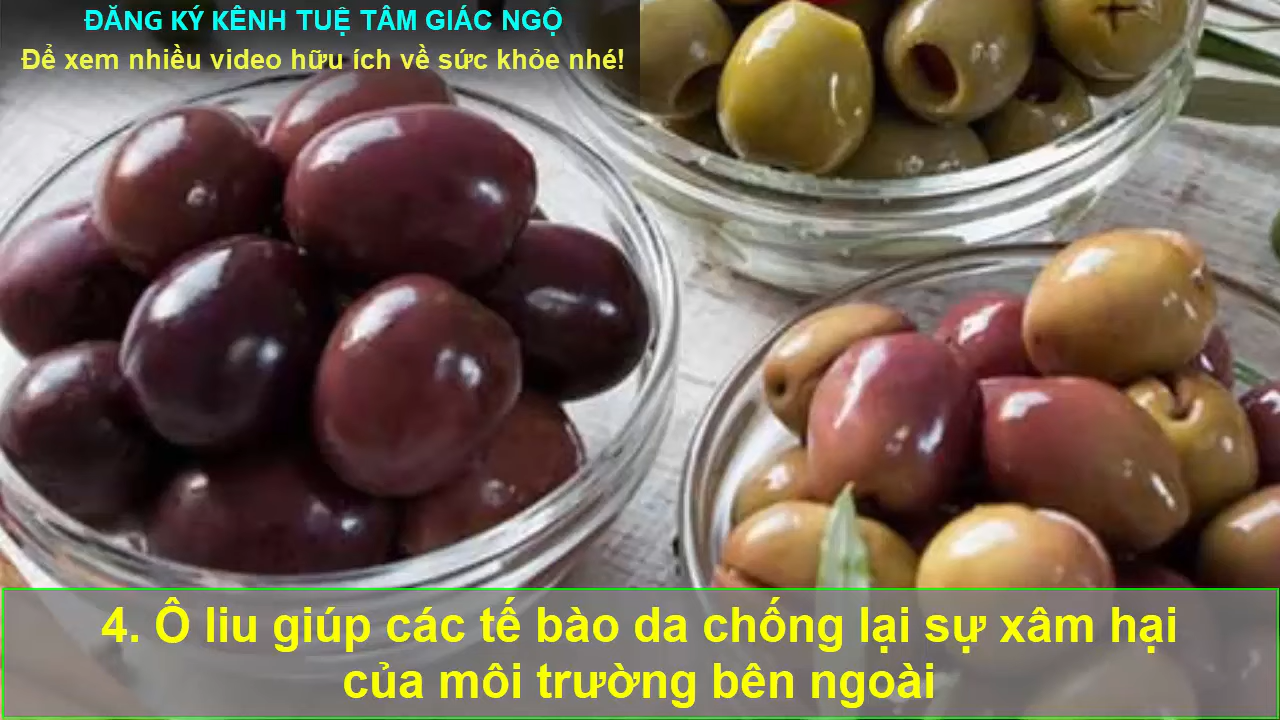 ĐĂNG KÝ KÊNH TUỆ TÂM GIÁC NGỘ
Để xem nhiều video hữu ích về sức khỏe nhé!
4. Ô liu giúp các tế bào da chống lại sự xâm hại
của môi trường bên ngoài